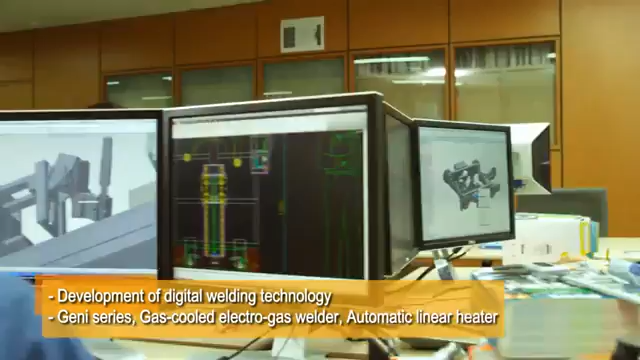 - Development of digital welding technology
- Geni series, Gas-cooled electro-gas welder, Automatic linear heater